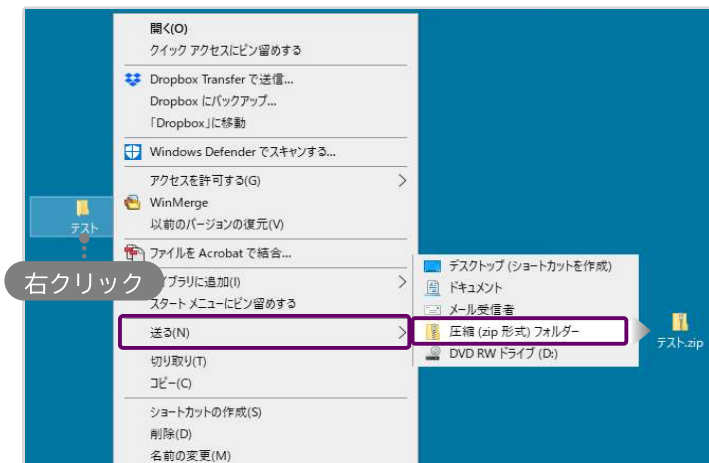 開く(O)
クイック アクセスにピン留めする
Dropbox Transfer で送信...
Dropbox にバックアップ...
「Dropbox」に移動
Windows Defender でスキャンする...
アクセスを許可する(G)
WinMerge
以前のバージョンの復元(V)
ファイルを Acrobat で結合...
イブラリに追加(I)
スタート メニューにピン留めする
送る(N)
切り取り(T)
コピー(C)
ショートカットの作成(S)
削除(D)
名前の変更(M)
テスト
右クリック
デスクトップ (ショートカットを作成)
ドキュメント
メール受信者
圧縮 (zip 形式) フォルダー
DVD RW ドライブ (D:)
テスト.zip